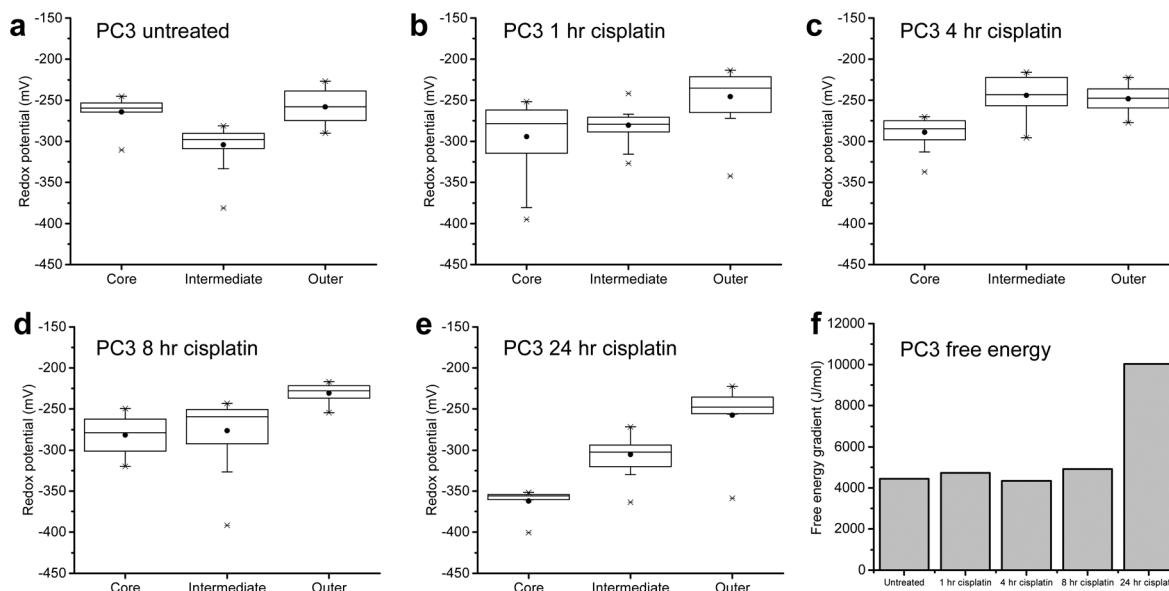 a
PC3 untreated
Redox potential (mV)
-150
-200
-250
-300
-350
-400
-450
Core Intermediate Outer
b
PC3 1 hr cisplatin
Redox potential (mV)
-150
-200
-250
-300
-350
-400
-450
Core Intermediate Outer
c
PC3 4 hr cisplatin
Redox potential (mV)
-150
-200
-250
-300
-350
-400
-450
Core Intermediate Outer
d
PC3 8 hr cisplatin
Redox potential (mV)
-150
-200
-250
-300
-350
-400
-450
Core Intermediate Outer
e
PC3 24 hr cisplatin
Redox potential (mV)
-150
-200
-250
-300
-350
-400
-450
Core Intermediate Outer
f
PC3 free energy
Free energy gradient (J/mol)
12000
10000
8000
6000
4000
2000
0
Untreated 1 hr cisplatin 4 hr cisplatin 8 hr cisplatin 24 hr cisplat